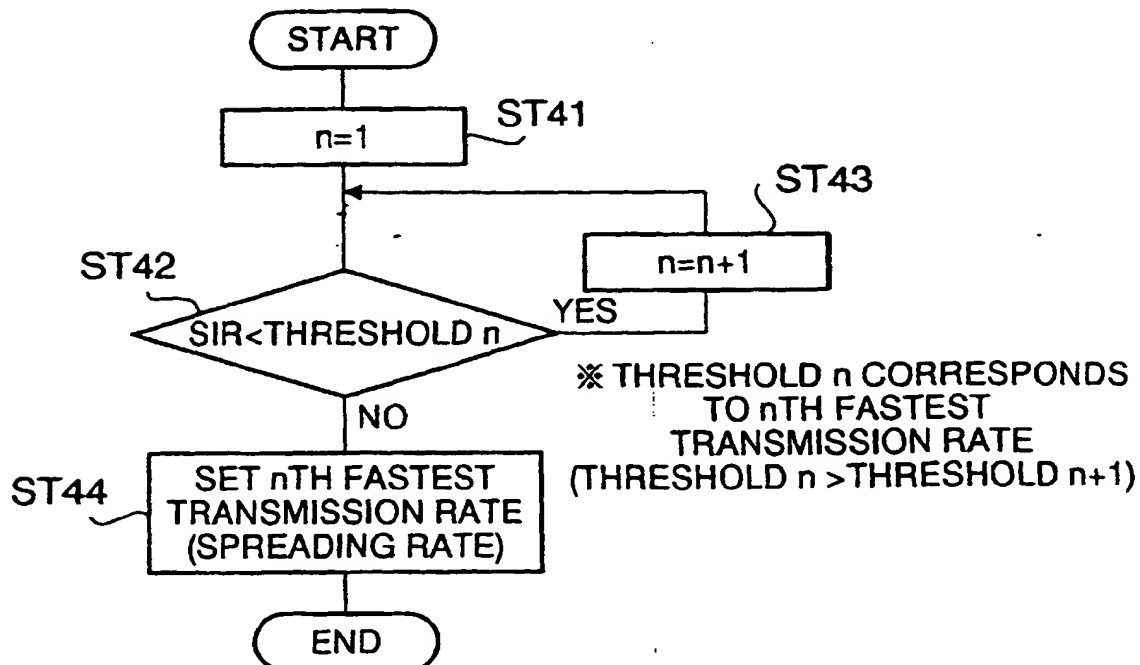 START
ST41
n=1
ST43
n=n+1
ST42
SIR<THRESHOLD n
YES
※ THRESHOLD n CORRESPONDS
TO nTH FASTEST
TRANSMISSION RATE
(THRESHOLD n >THRESHOLD n+1)
NO
ST44
SET nTH FASTEST
TRANSMISSION RATE
(SPREADING RATE)
END